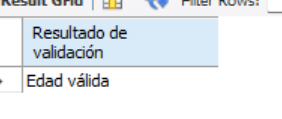 Result Grid
Filter Rows:
Resultado de
validación
Edad válida